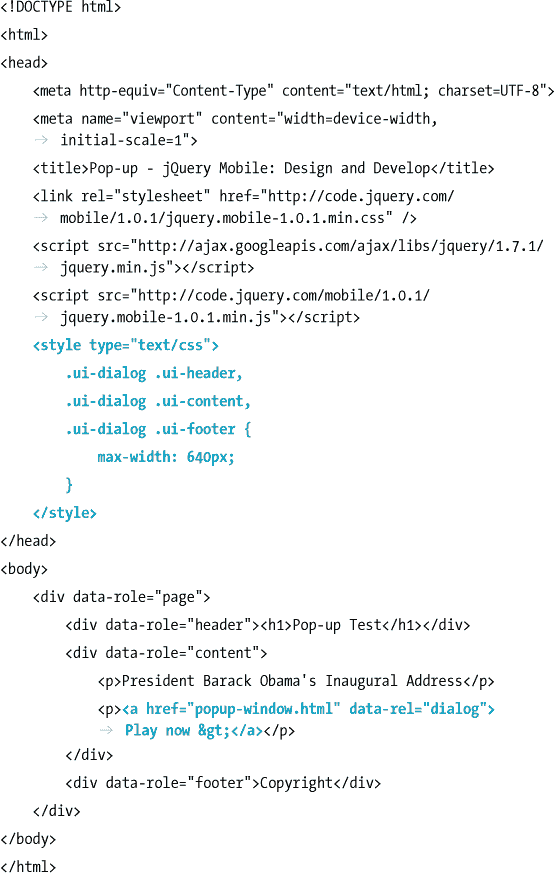 <!DOCTYPE html>
<html>
<head>
<meta http-equiv="Content-Type" content="text/html; charset=UTF-8">
<meta name="viewport" content="width=device-width,
→ initial-scale=1">
<title>Pop-up - jQuery Mobile: Design and Develop</title>
<link rel="stylesheet" href="http://code.jquery.com/
→ mobile/1.0.1/jquery.mobile-1.0.1.min.css" />
<script src="http://ajax.googleapis.com/ajax/libs/jquery/1.7.1/
→ jquery.min.js"></script>
<script src="http://code.jquery.com/mobile/1.0.1/
→ jquery.mobile-1.0.1.min.js"></script>
<style type="text/css">
.ui-dialog .ui-header,
.ui-dialog .ui-content,
.ui-dialog .ui-footer {
max-width: 640px;
}
</style>
</head>
<body>
<div data-role="page">
<div data-role="header"><h1>Pop-up Test</h1></div>
<div data-role="content">
<p>President Barack Obama's Inaugural Address</p>
<p><a href="popup-window.html" data-rel="dialog">
→ Play now &gt;</a></p>
</div>
<div data-role="footer">Copyright</div>
</div>
</body>
</html>